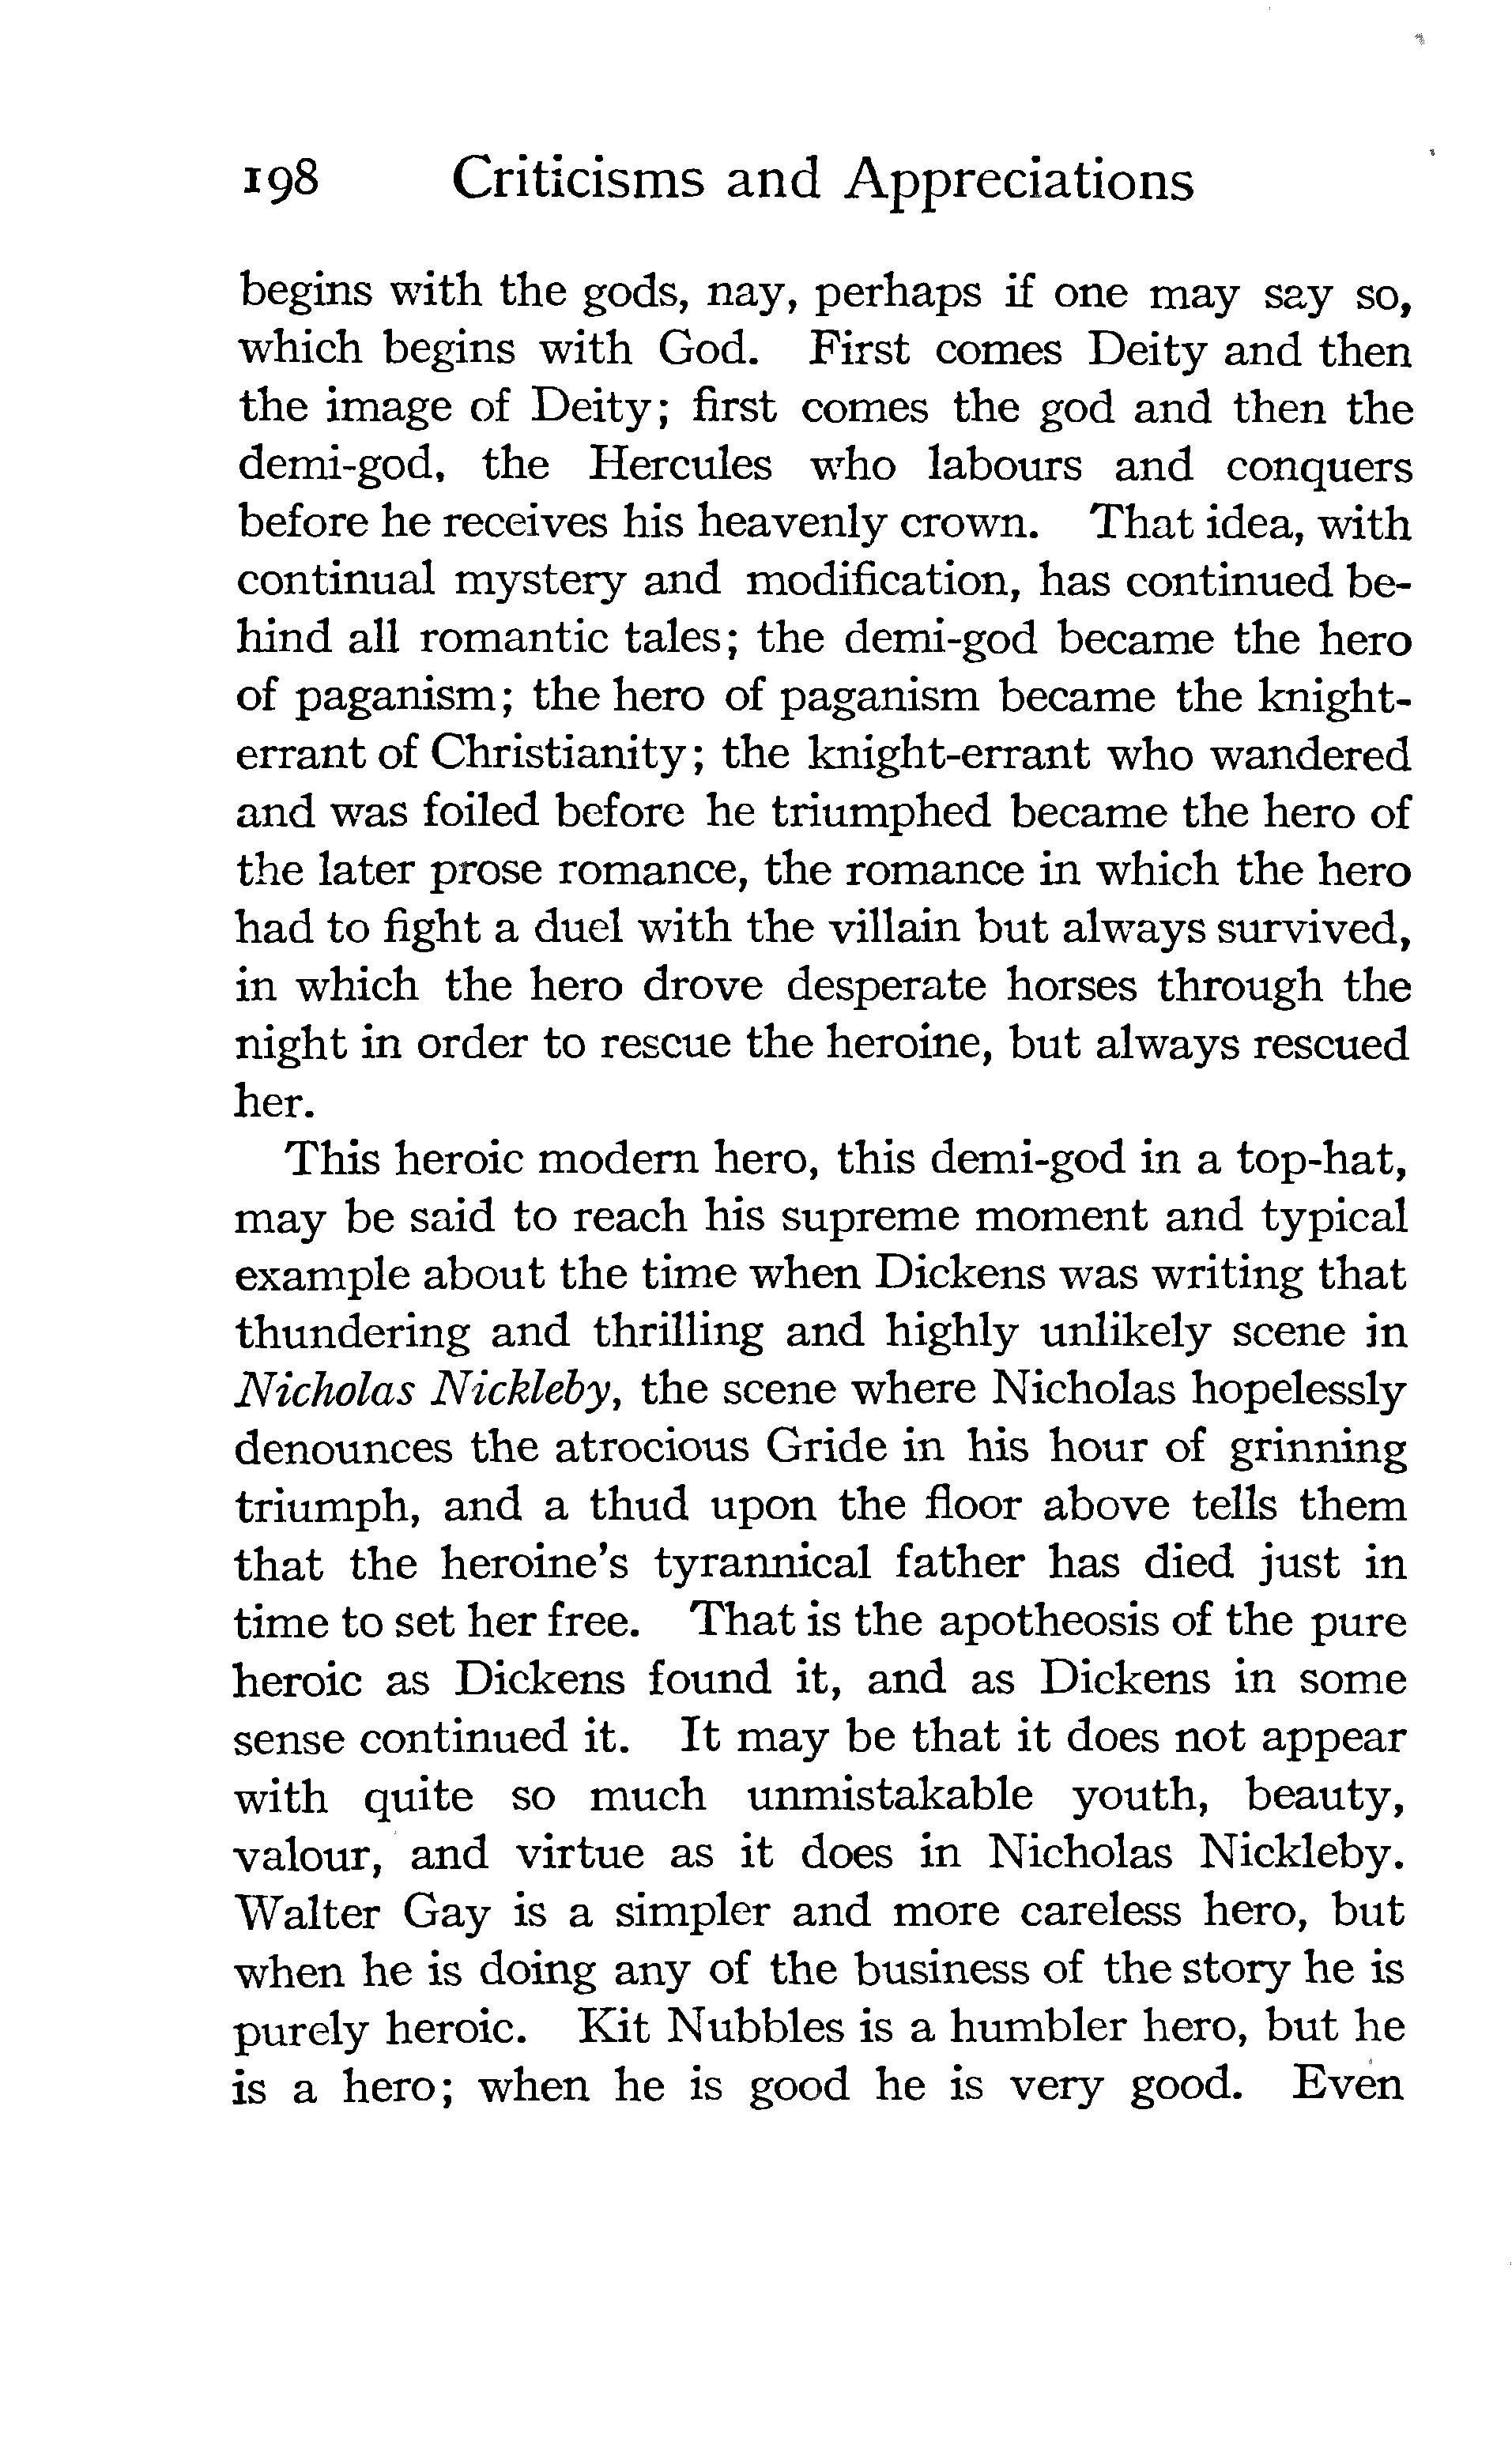 198 Criticisms and Appreciations
begins with the gods, nay, perhaps if one may say so,
which begins with God. First comes Deity and then
the image of Deity; first comes the god and then the
demi-god, the Hercules who labours and conquers
before he receives his heavenly crown. That idea, with
continual mystery and modification, has continued be-
hind all romantic tales; the demi-god became the hero
of paganism; the hero of paganism became the knight-
errant of Christianity; the knight-errant who wandered
and was foiled before he triumphed became the hero of
the later prose romance, the romance in which the hero
had to fight a duel with the villain but always survived,
in which the hero drove desperate horses through the
night in order to rescue the heroine, but always rescued
her.
This heroic modern hero, this demi-god in a top-hat,
may be said to reach his supreme moment and typical
example about the time when Dickens was writing that
thundering and thrilling and highly unlikely scene in
Nicholas Nickleby, the scene where Nicholas hopelessly
denounces the atrocious Gride in his hour of grinning
triumph, and a thud upon the floor above tells them
that the heroine's tyrannical father has died just in
time to set her free. That is the apotheosis of the pure
heroic as Dickens found it, and as Dickens in some
sense continued it. It may be that it does not appear
with quite so much unmistakable youth, beauty,
valour, and virtue as it does in Nicholas Nickleby.
Walter Gay is a simpler and more careless hero, but
when he is doing any of the business of the story he is
purely heroic. Kit Nubbles is a humbler hero, but he
is a hero; when he is good he is very good. Even